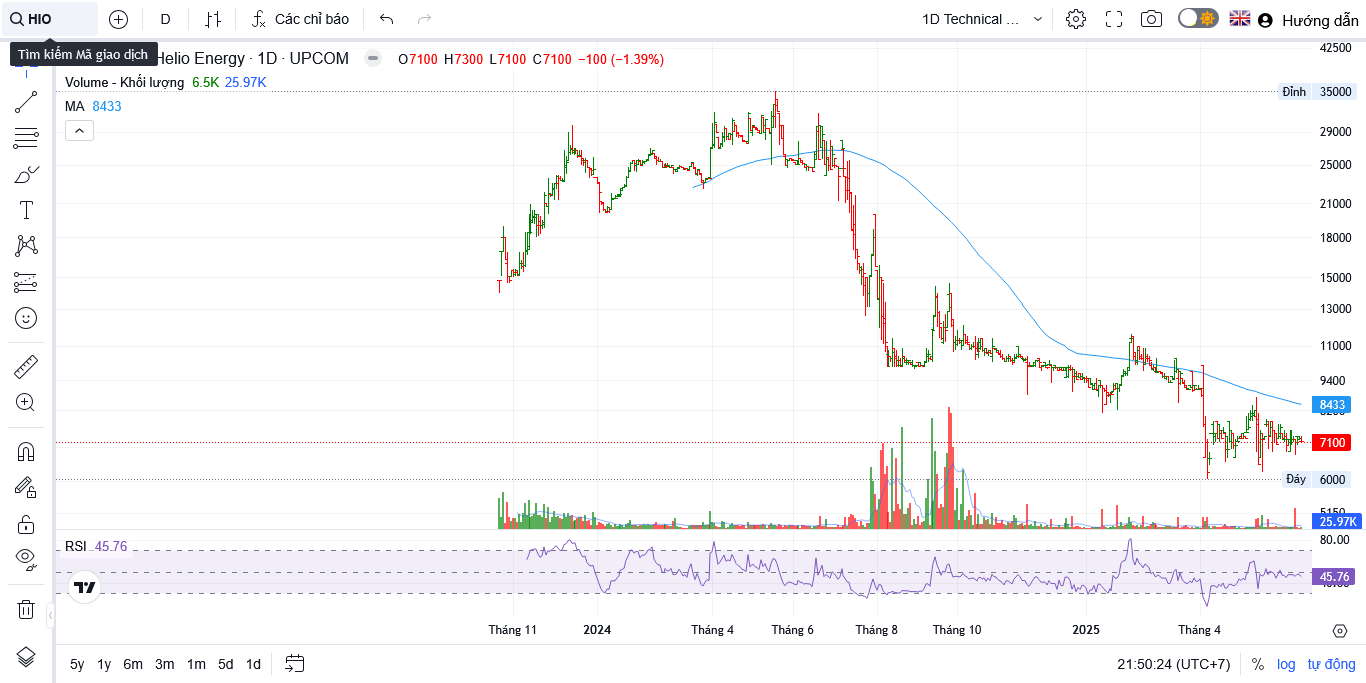 HIO
D
Các chỉ báo
1D Technical ...
Hướng dẫn
Tìm kiếm Mã giao dịch
Helio Energy · 1D · UPCOM
O7100 H7300 L7100 C7100 −100 (−1.39%)
Volume - Khối lượng 6.5K 25.97K
MA 8433
42500
Đỉnh 35000
29000
25000
21000
18000
15000
13000
11000
9400
8433
7100
Đáy 6000
5150
25.97K
RSI 45.76
80.00
45.76
Tháng 11
2024
Tháng 4
Tháng 6
Tháng 8
Tháng 10
2025
Tháng 4
5y 1y 6m 3m 1m 5d 1d
21:50:24 (UTC+7)
% log tự động